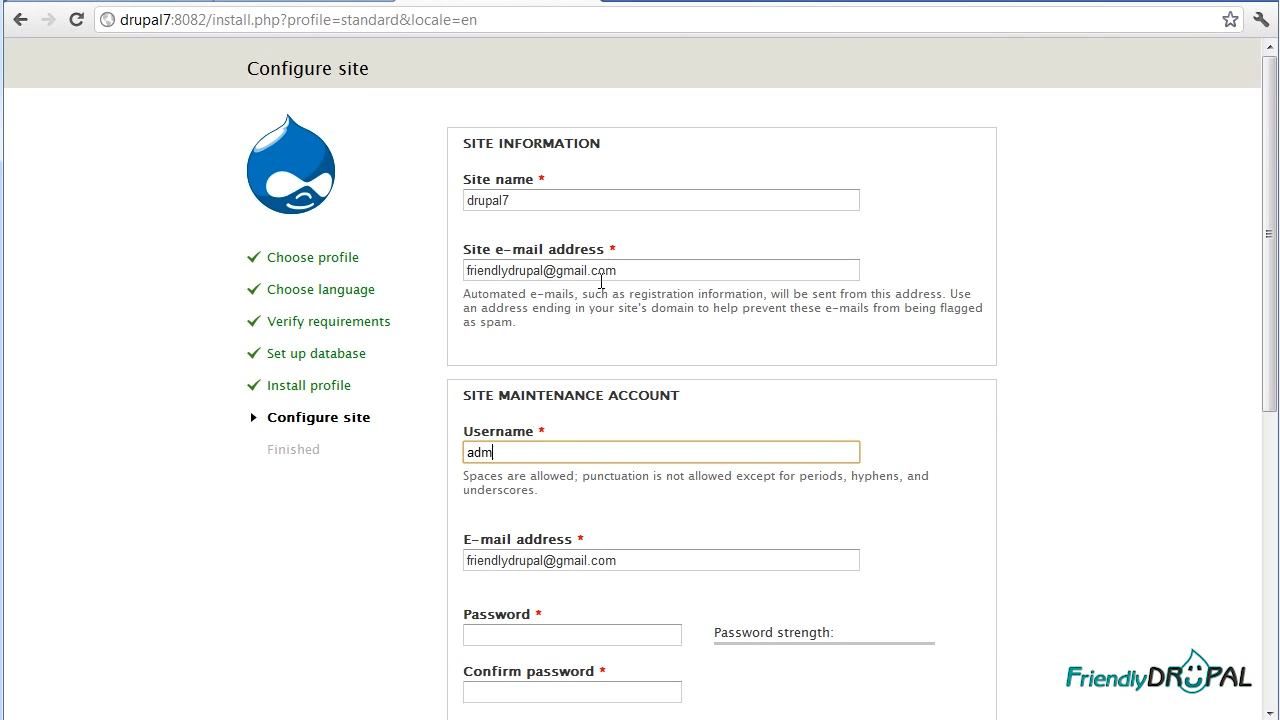 drupal7:8082/install.php?profile=standard&locale=en
Configure site
Choose profile
Choose language
Verify requirements
Set up database
Install profile
Configure site
Finished
SITE INFORMATION
Site name *
drupal7
Site e-mail address *
friendlydrupal@gmail.com
Automated e-mails, such as registration information, will be sent from this address. Use
an address ending in your site's domain to help prevent these e-mails from being flagged
as spam.
SITE MAINTENANCE ACCOUNT
Username *
adm
Spaces are allowed; punctuation is not allowed except for periods, hyphens, and
underscores.
E-mail address *
friendlydrupal@gmail.com
Password *
Password strength:
Confirm password *
FriendlyDRUPAL